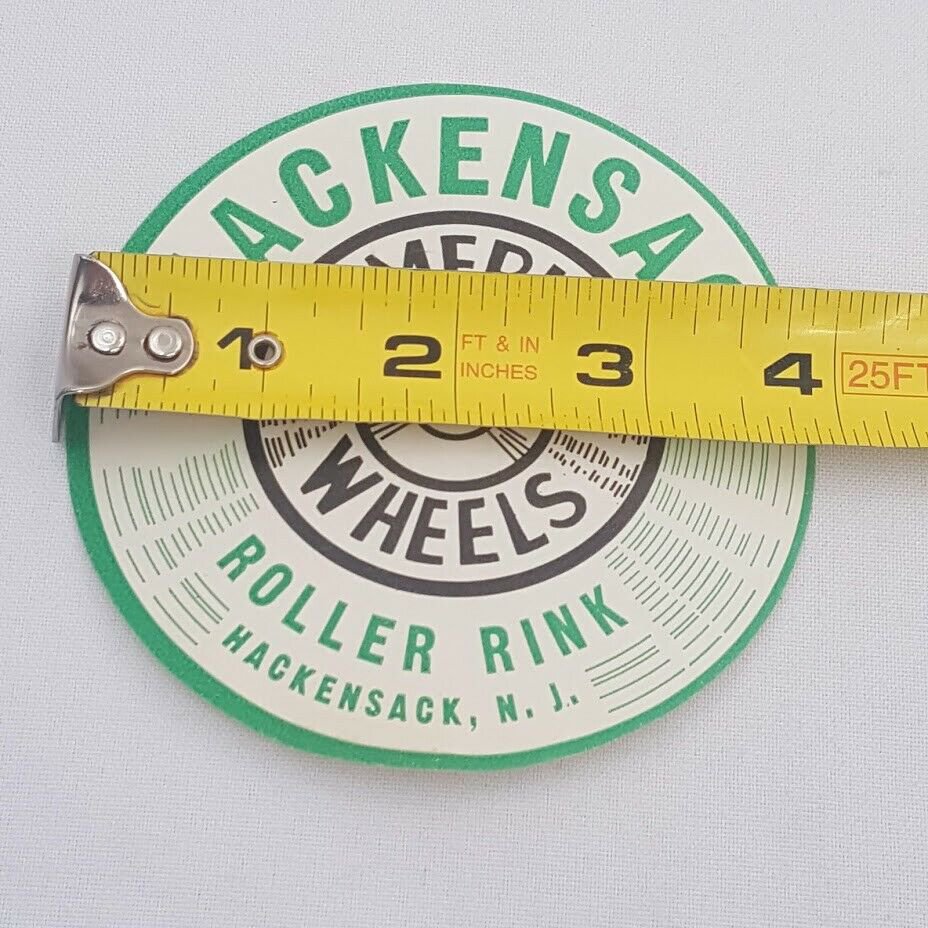 ACKENSA
MERI
1 2 FT & IN 3 4 25FT
INCHES
WHEELS
ROLLER RINK
HACKENSACK, N. J.